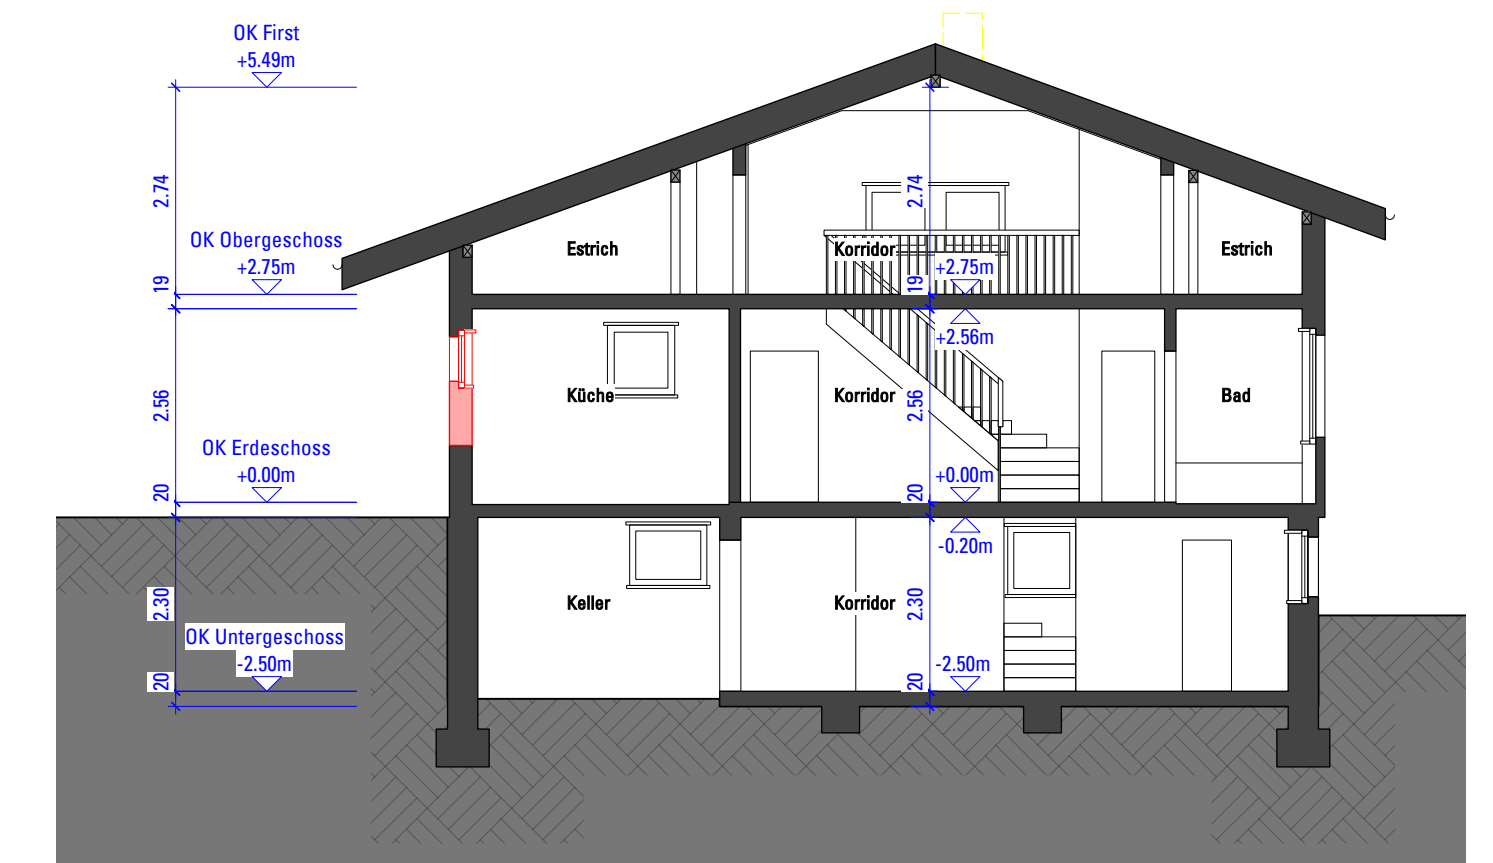 OK First
+5.49m
2.74
2.74
OK Obergeschoss
+2.75m
Estrich
Korridor
Estrich
+2.75m
19
19
+2.56m
2.56
Küche
Korridor
2.56
Bad
OK Erdeschoss
+0.00m
+0.00m
20
20
-0.20m
2.30
Keller
Korridor
2.30
OK Untergeschoss
-2.50m
-2.50m
20
20